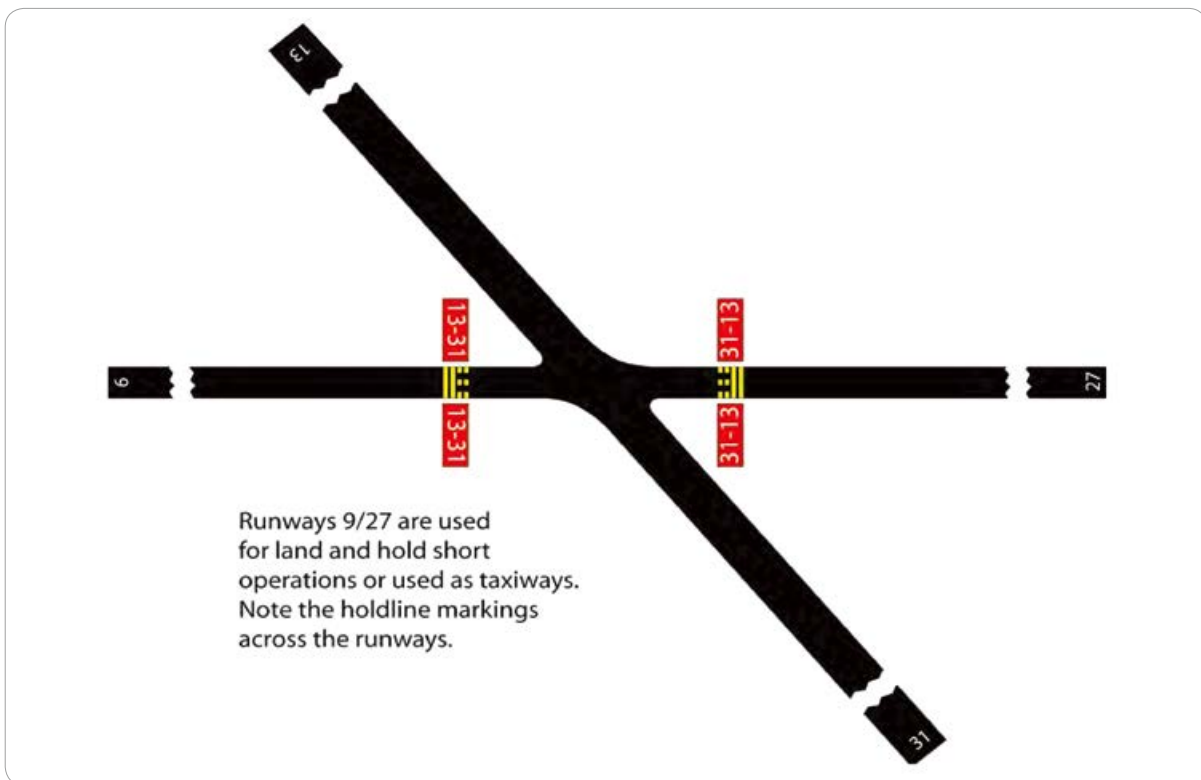 13
13-31
31-13
9
27
13-31
31-13
Runways 9/27 are used
for land and hold short
operations or used as taxiways.
Note the holdline markings
across the runways.
31